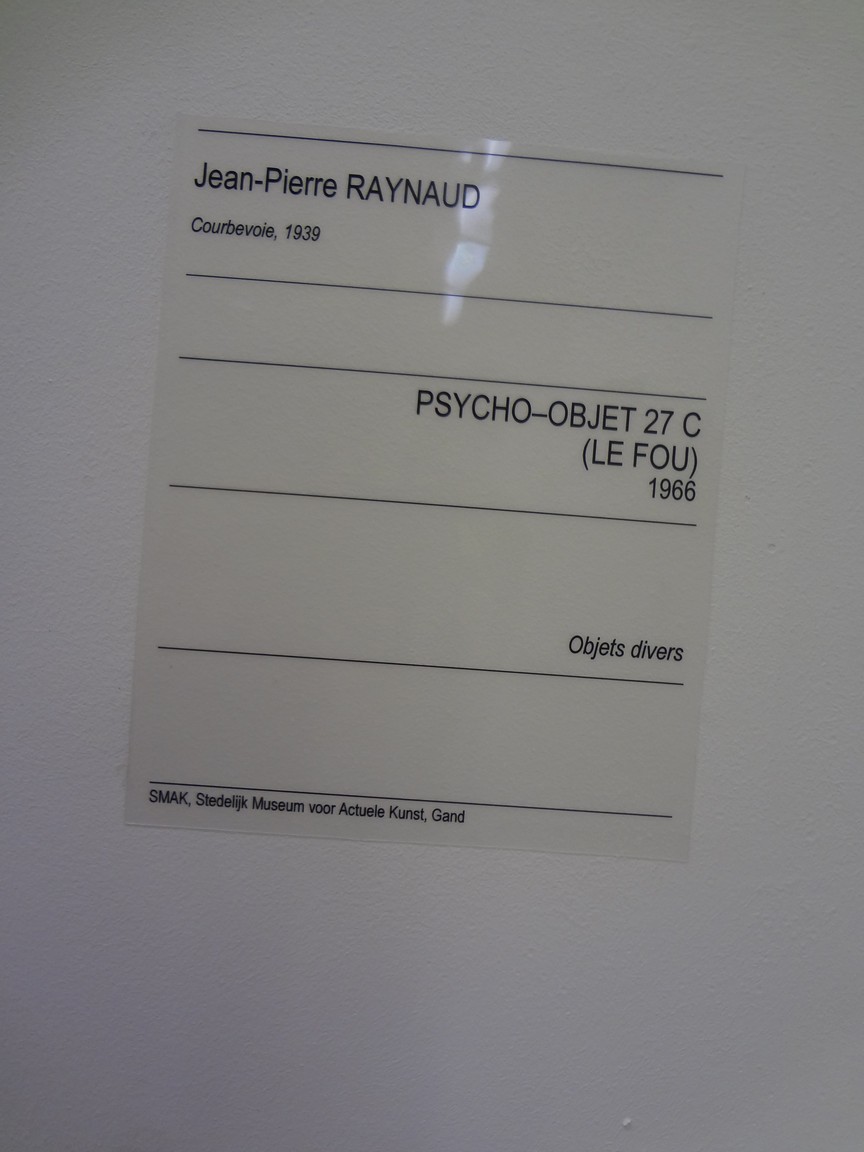 Jean-Pierre RAYNAUD
Courbevoie, 1939
PSYCHO–OBJET 27 C
(LE FOU)
1966
Objets divers
SMAK, Stedelijk Museum voor Actuele Kunst, Gand